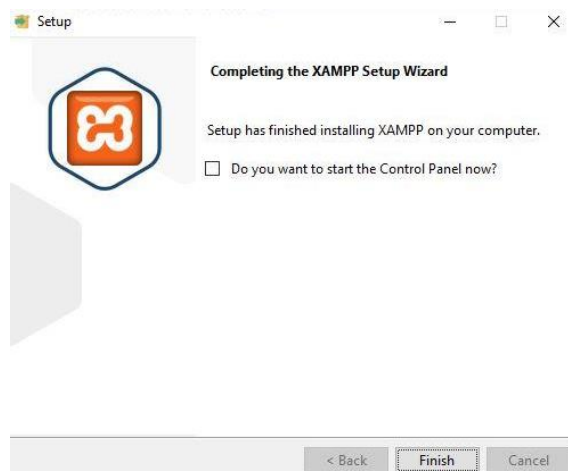 Setup
Completing the XAMPP Setup Wizard
Setup has finished installing XAMPP on your computer.
Do you want to start the Control Panel now?
< Back Finish Cancel